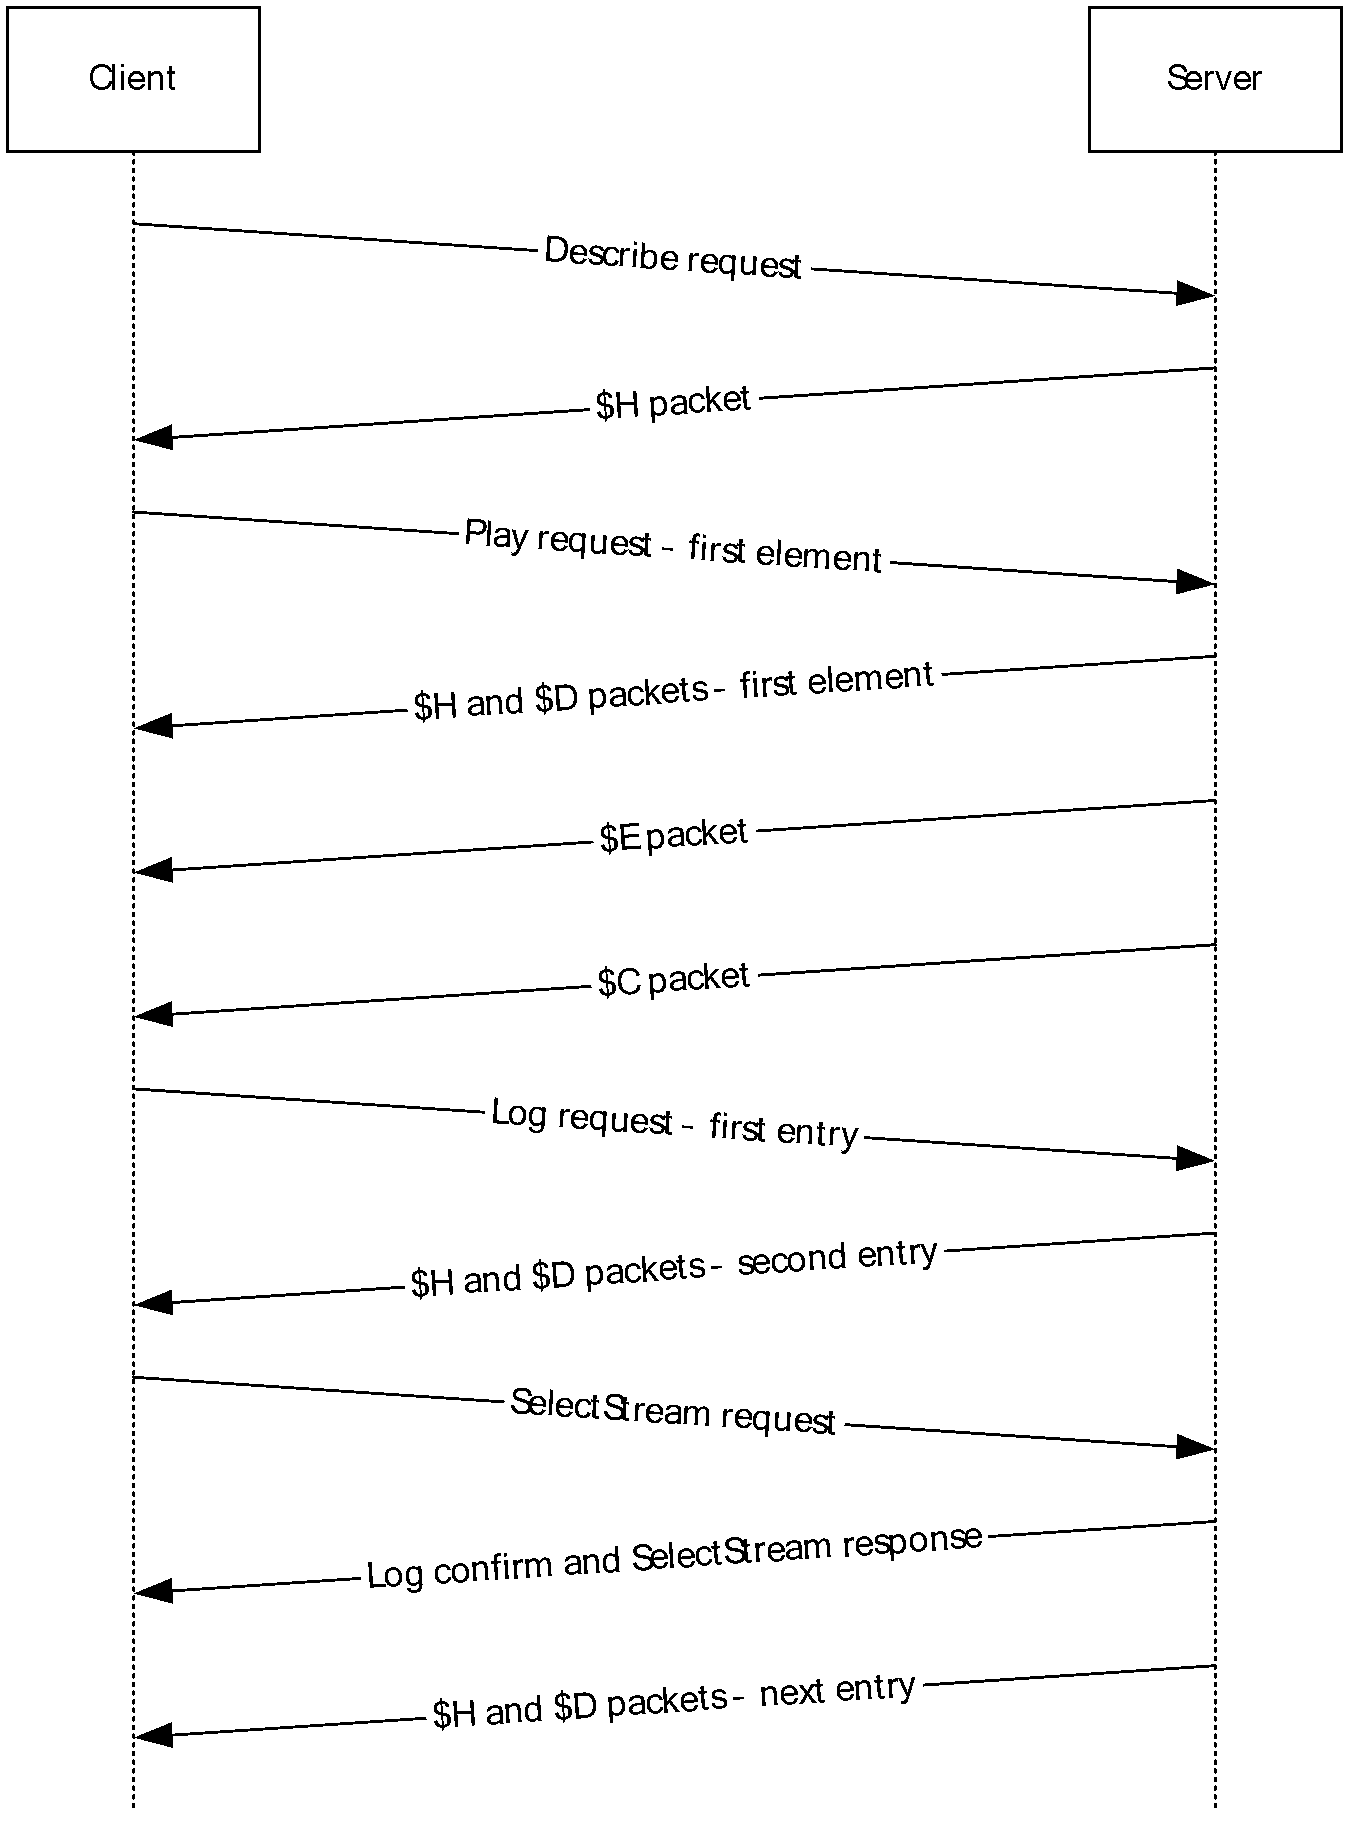 Client
Server
Describe request
$H packet
Play request - first element
$H and $D packets - first element
$E packet
$C packet
Log request - first entry
$H and $D packets - second entry
SelectStream request
Log confirm and SelectStream response
$H and $D packets - next entry